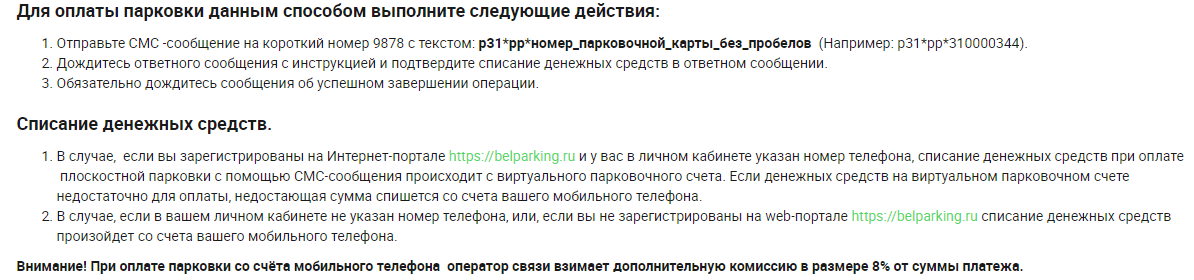 Для оплаты парковки данным способом выполните следующие действия:
1. Отправьте СМС -сообщение на короткий номер 9878 с текстом: p31*pp*номер_парковочной_карты_без_пробелов (Например: p31*pp*310000344).
2. Дождитесь ответного сообщения с инструкцией и подтвердите списание денежных средств в ответном сообщении.
3. Обязательно дождитесь сообщения об успешном завершении операции.
Списание денежных средств.
1. В случае, если вы зарегистрированы на Интернет-портале https://belparking.ru и у вас в личном кабинете указан номер телефона, списание денежных средств при оплате
плоскостной парковки с помощью СМС-сообщения происходит с виртуального парковочного счета. Если денежных средств на виртуальном парковочном счете
недостаточно для оплаты, недостающая сумма спишется со счета вашего мобильного телефона.
2. В случае, если в вашем личном кабинете не указан номер телефона, или, если вы не зарегистрированы на web-портале https://belparking.ru списание денежных средств
произойдет со счета вашего мобильного телефона.
Внимание! При оплате парковки со счёта мобильного телефона оператор связи взимает дополнительную комиссию в размере 8% от суммы платежа.